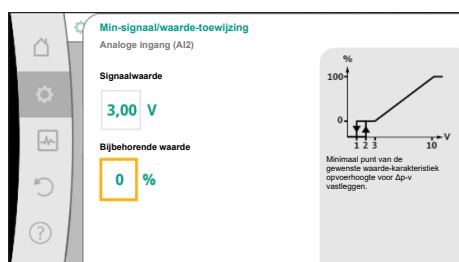 Min-signaal/waarde-toewijzing
Analoge ingang (AI2)
Signaalwaarde
3,00 V
Bijbehorende waarde
0 %
%
100
0
1 2 3 10 V
Minimaal punt van de
gewenste waarde-karakteristiek
opvoerhoogte voor Δp-v
vastleggen.
?